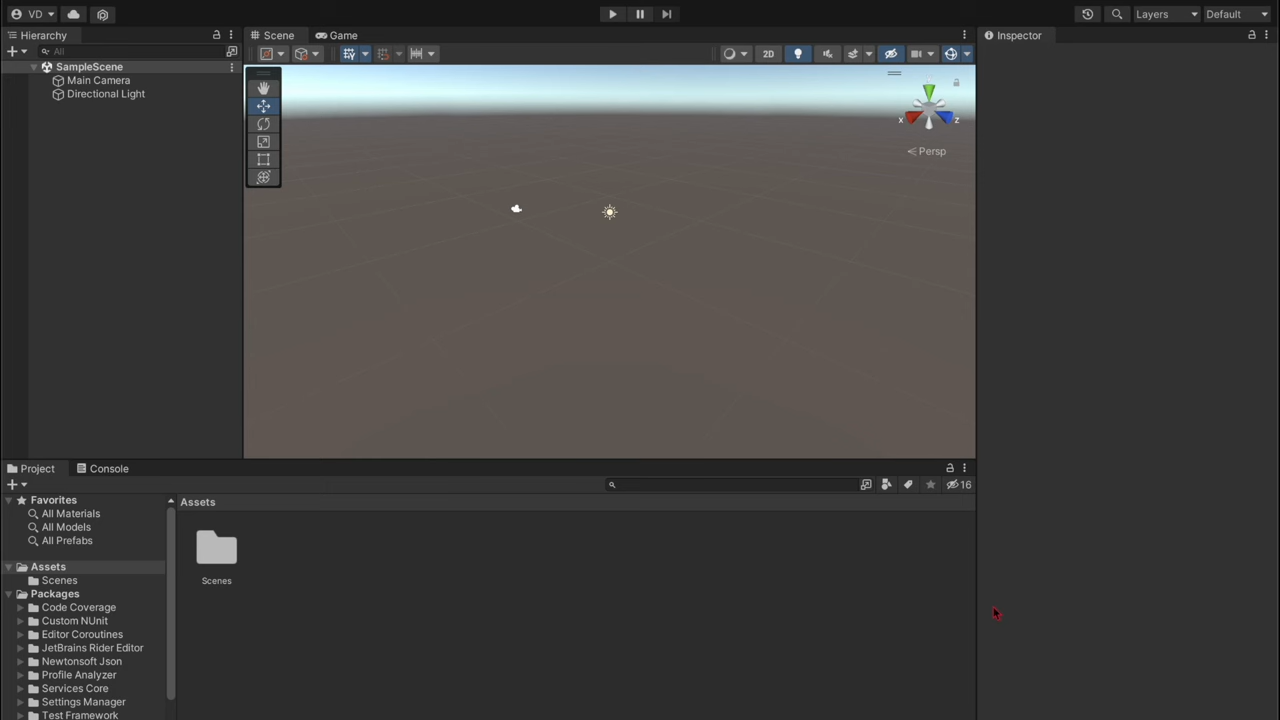 VD
Layers
Default
Hierarchy
Scene
Game
Inspector
All
2D
SampleScene
Main Camera
Directional Light
x
z
Persp
Project
Console
16
Favorites
All Materials
All Models
All Prefabs
Assets
Scenes
Packages
Code Coverage
Custom NUnit
Editor Coroutines
JetBrains Rider Editor
Newtonsoft Json
Profile Analyzer
Services Core
Settings Manager
Test Framework
Assets
Scenes